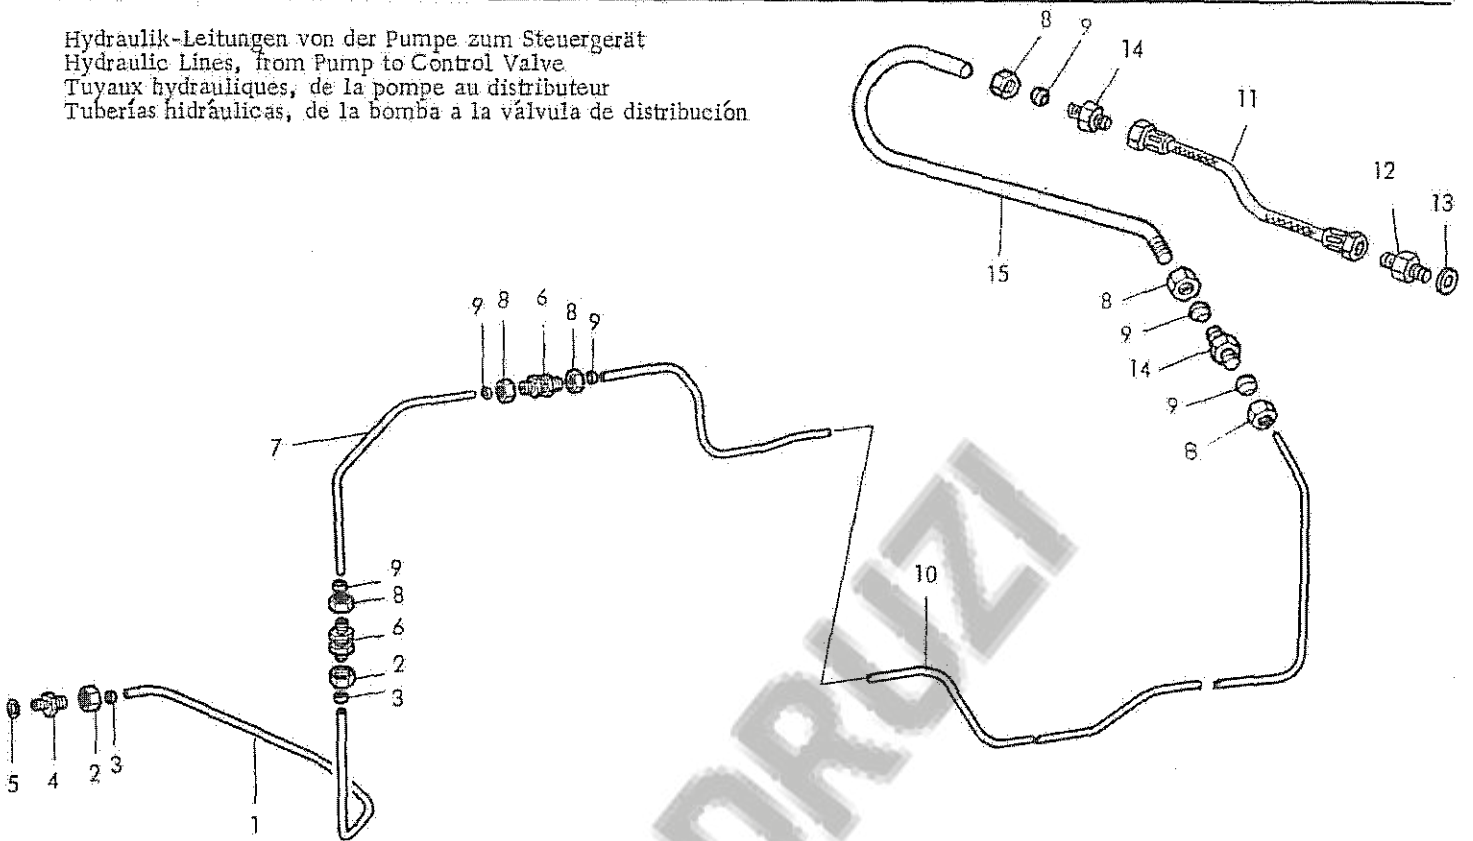 Hydraulik-Leitungen von der Pumpe zum Steuergerät
Hydraulic Lines, from Pump to Control Valve
Tuyaux hydrauliques, de la pompe au distributeur
Tuberías hidráulicas, de la bomba a la válvula de distribución
8 9 14 11 12 13
15
8
9
14
9
8
9 8 6 8 9
7
10
9
8
6
2
3
5 4 2 3
1
RUZI